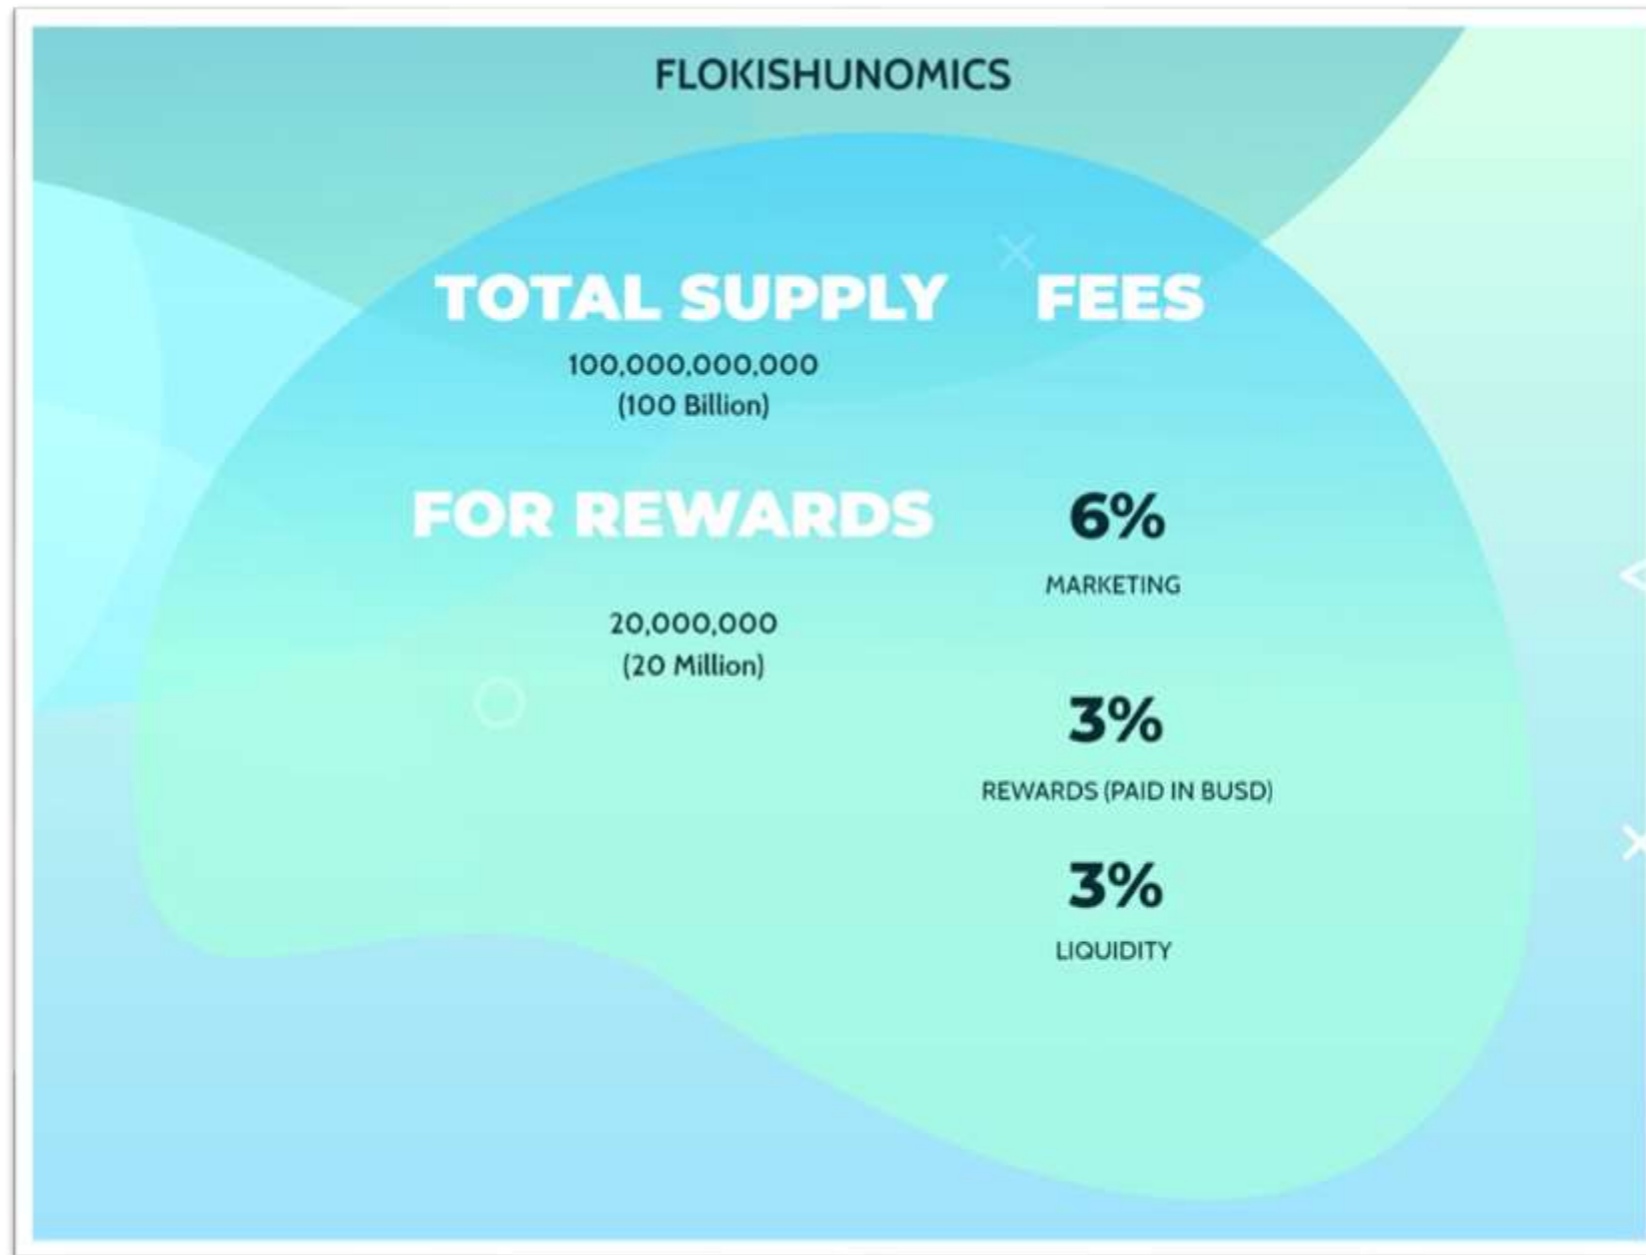 FLOKISHUNOMICS
TOTAL SUPPLY
100,000,000,000
(100 Billion)
FOR REWARDS
20,000,000
(20 Million)
FEES
6%
MARKETING
3%
REWARDS (PAID IN BUSD)
3%
LIQUIDITY